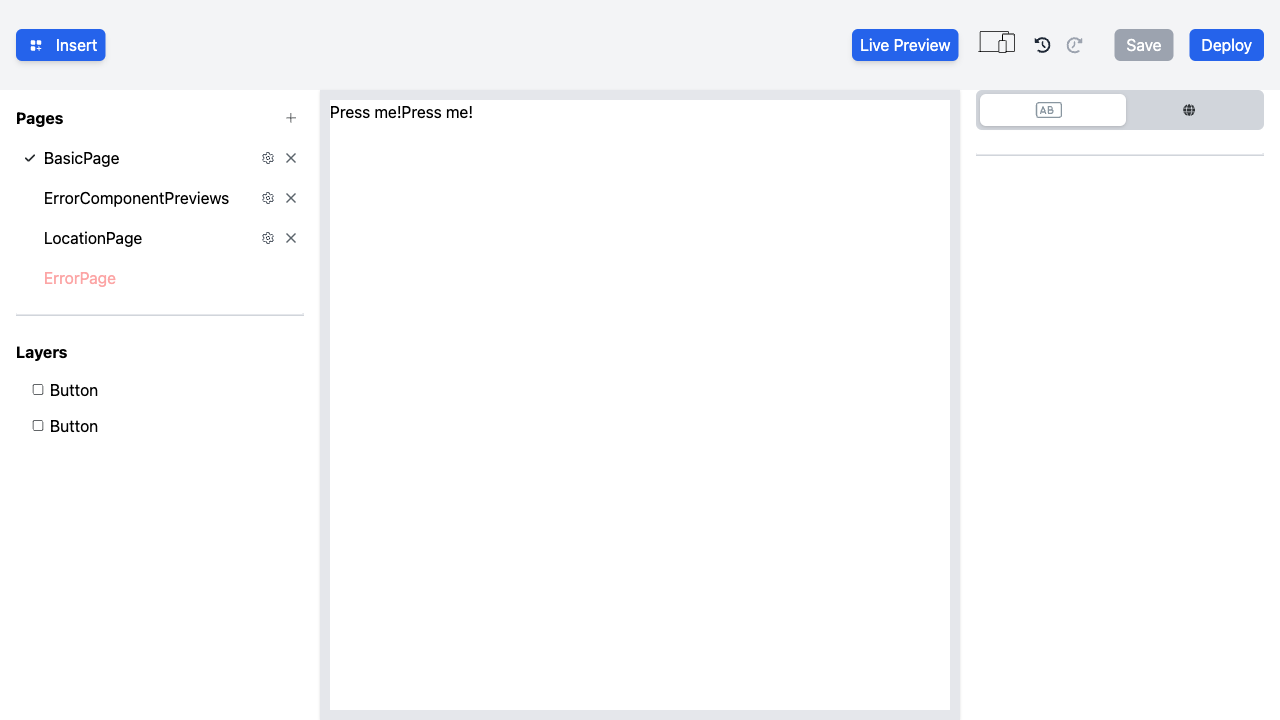 Insert
Live Preview
Save
Deploy
Pages
BasicPage
ErrorComponentPreviews
LocationPage
ErrorPage
Layers
Button
Button
Press me!Press me!
AB